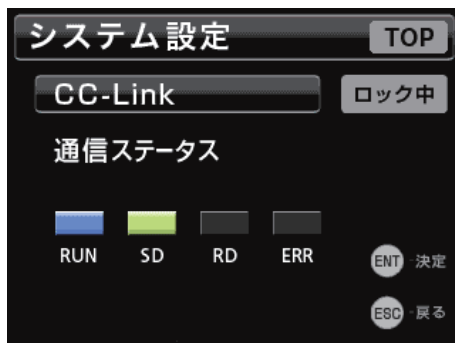 システム設定 TOP
CC-Link ロック中
通信ステータス
RUN SD RD ERR
ENT 決定
ESC 戻る